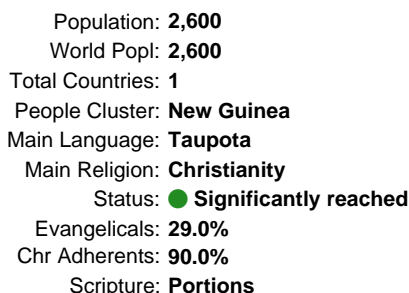 Population: 2,600
World Popl: 2,600
Total Countries: 1
People Cluster: New Guinea
Main Language: Taupota
Main Religion: Christianity
Status: Significantly reached
Evangelicals: 29.0%
Chr Adherents: 90.0%
Scripture: Portions